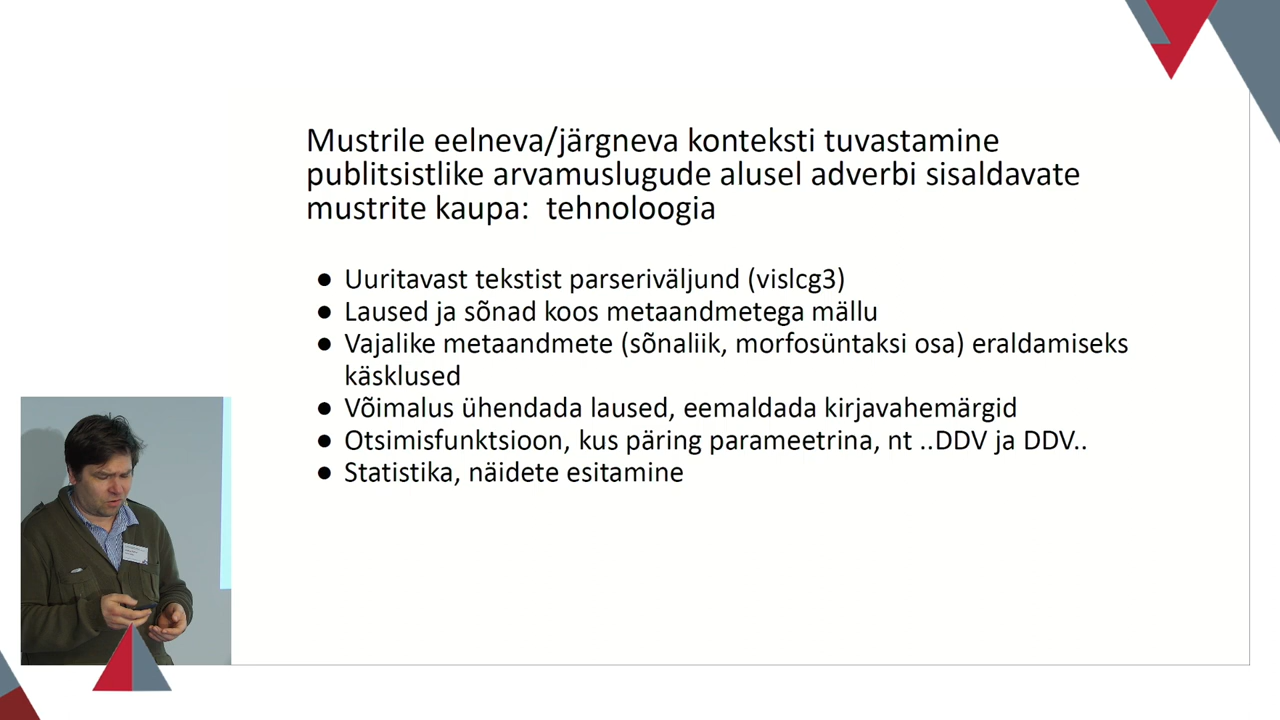 Mustrile eelneva/järgneva konteksti tuvastamine
publitsistlike arvamuslugude alusel adverbi sisaldavate
mustrite kaupa:  tehnoloogia
● Uuritavast tekstist parseriväljund (vislcg3)
● Laused ja sõnad koos metaandmetega mällu
● Vajalike metaandmete (sõnaliik, morfosüntaksi osa) eraldamiseks
käsklused
● Võimalus ühendada laused, eemaldada kirjavahemärgid
● Otsimisfunktsioon, kus päring parameetrina, nt ..DDV ja DDV..
● Statistika, näidete esitamine